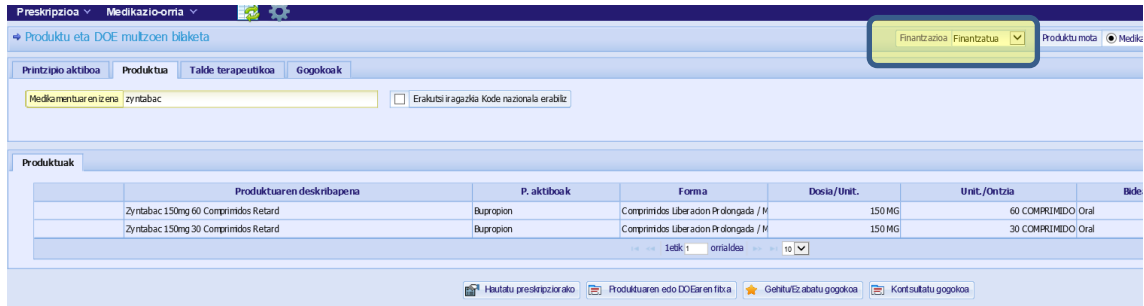 Preskripzioa Medikazio-orria
Produktu eta DOE multzoen bilaketa Finantzazioa Finantzatua Produktu mota Medika
Printzipio aktiboa Produktua Talde terapeutikoa Gogokoak
Medikamentuaren izena zyntabac Erakutsi iragazkia Kode nazionala erabiliz
Produktuak
Produktuaren deskribapena P. aktiboak Forma Dosia/Unit. Unit./Ontzia Bide
Zyntabac 150mg 60 Comprimidos Retard Bupropion Comprimidos Liberacion Prolongada / M 150 MG 60 COMPRIMIDO Oral
Zyntabac 150mg 30 Comprimidos Retard Bupropion Comprimidos Liberacion Prolongada / M 150 MG 30 COMPRIMIDO Oral
1etik 1 orrialdea 10
Hautatu preskripziorako Produktuaren edo DOEaren fitxa Gehitu/Ezabatu gogokoa Kontsultatu gogokoa